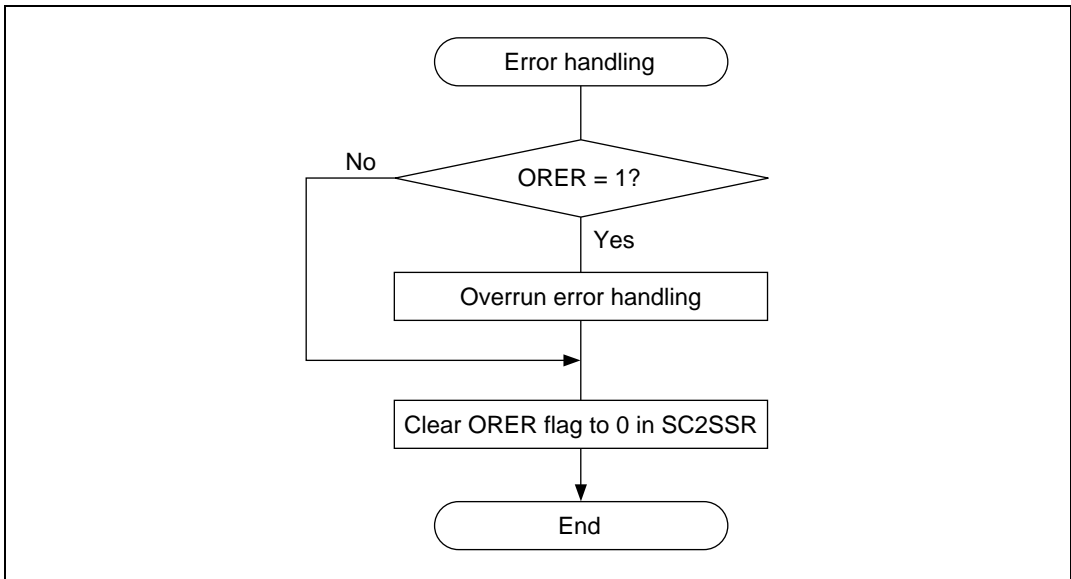 Error handling
No
ORER = 1?
Yes
Overrun error handling
Clear ORER flag to 0 in SC2SSR
End